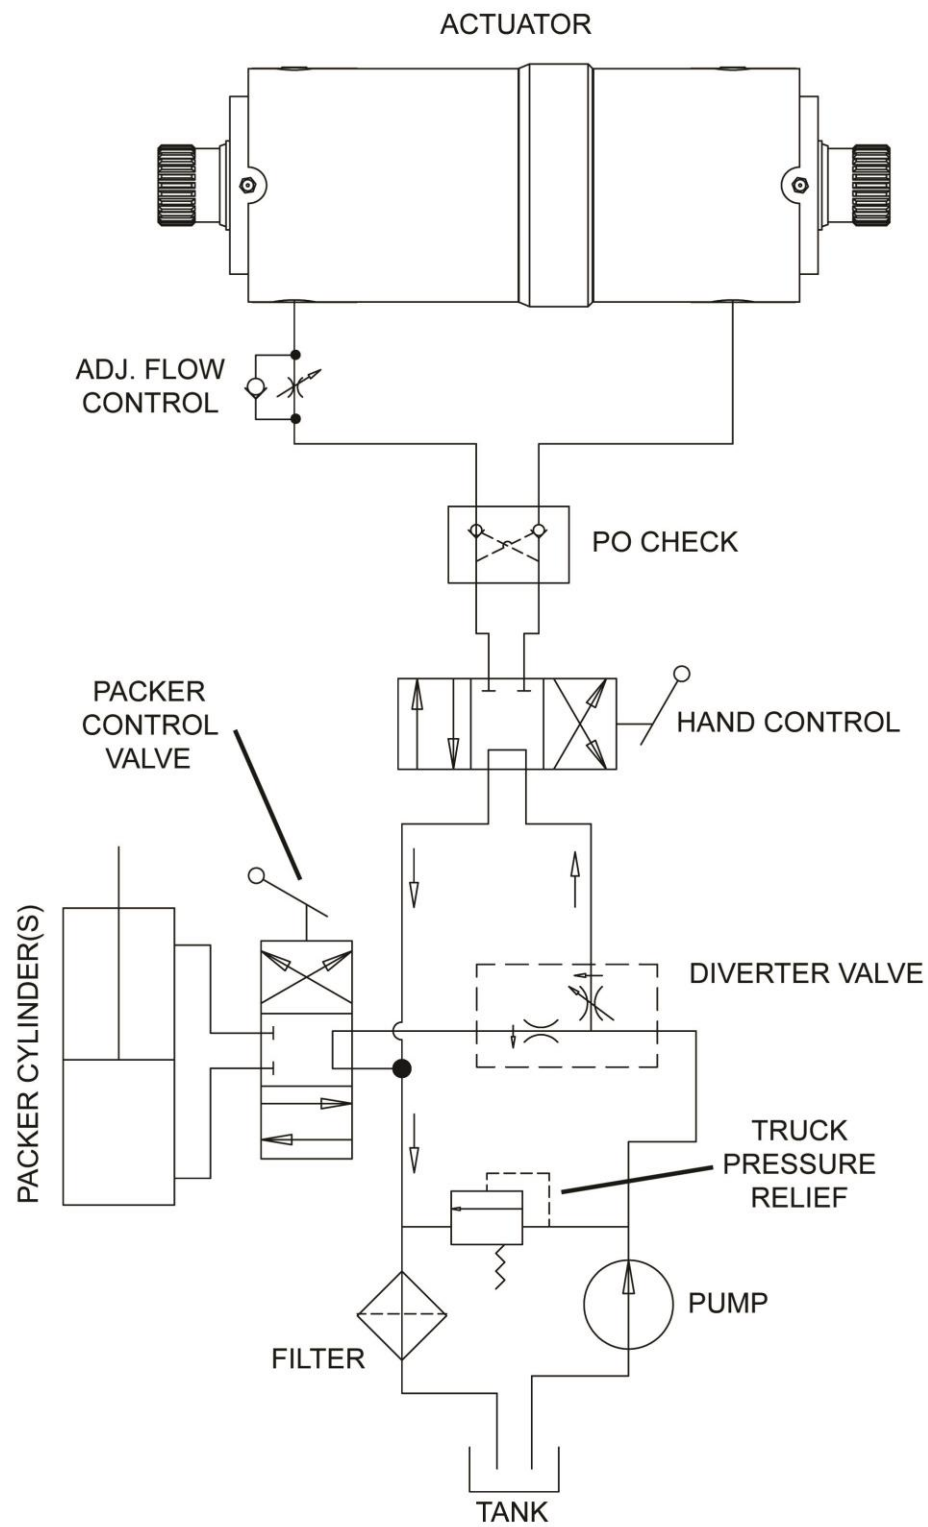 ACTUATOR
ADJ. FLOW
CONTROL
PO CHECK
PACKER
CONTROL
VALVE
HAND CONTROL
PACKER CYLINDER(S)
DIVERTER VALVE
TRUCK
PRESSURE
RELIEF
PUMP
FILTER
TANK